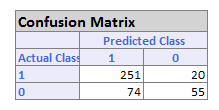 Confusion Matrix
Predicted Class
Actual Class 1 0
1 251 20
0 74 55